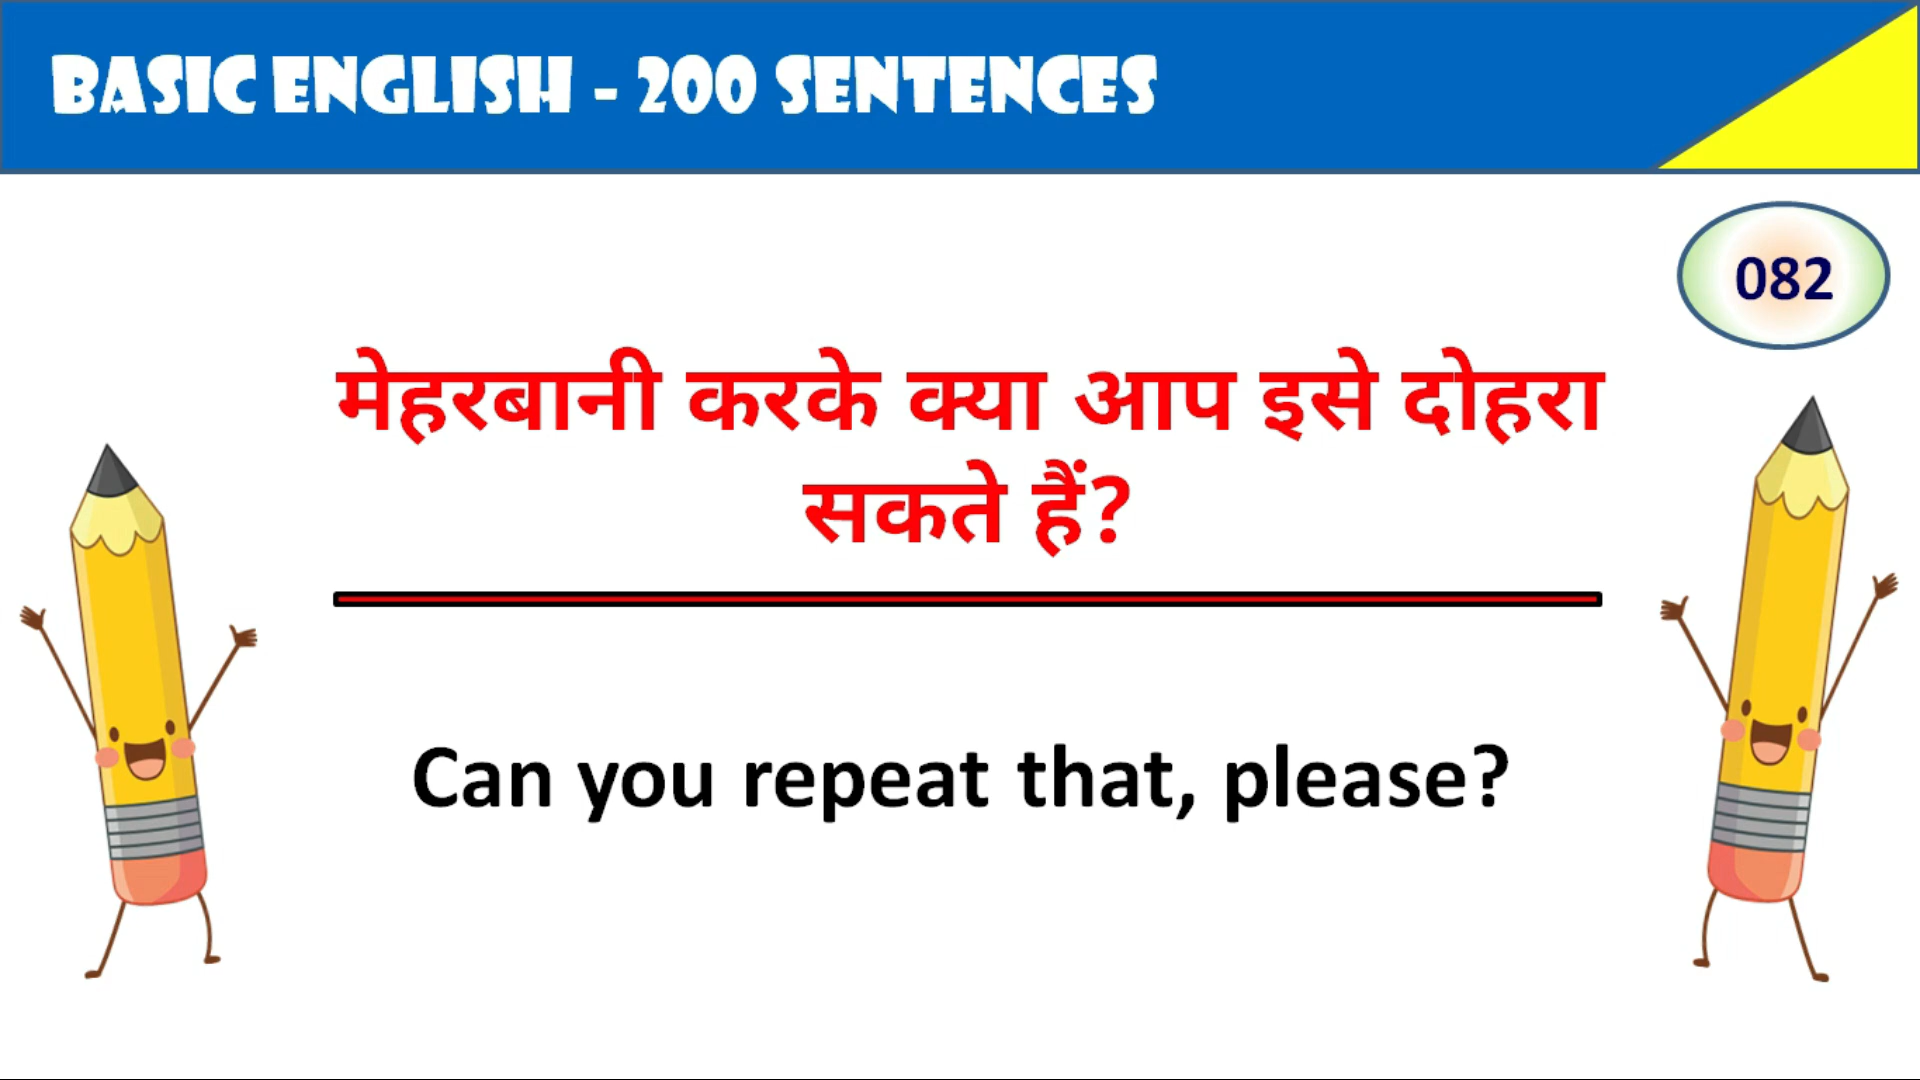 BASIC ENGLISH - 200 SENTENCES
082
मेहरबानी करके क्या आप इसे दोहरा
सकते हैं?
Can you repeat that, please?